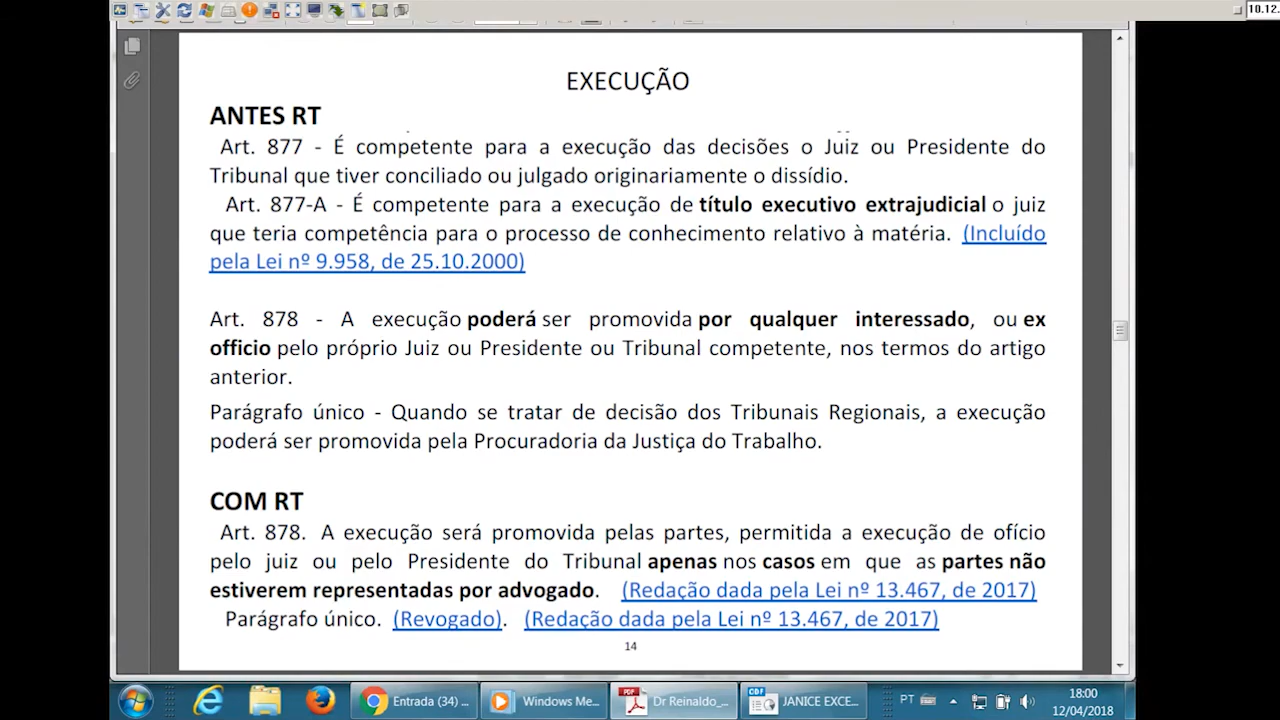 10.12.
EXECUÇÃO
ANTES RT
Art. 877 - É competente para a execução das decisões o Juiz ou Presidente do
Tribunal que tiver conciliado ou julgado originariamente o dissídio.
Art. 877-A - É competente para a execução de título executivo extrajudicial o juiz
que teria competência para o processo de conhecimento relativo à matéria. (Incluído
pela Lei nº 9.958, de 25.10.2000)
Art. 878 - A execução poderá ser promovida por qualquer interessado, ou ex
officio pelo próprio Juiz ou Presidente ou Tribunal competente, nos termos do artigo
anterior.
Parágrafo único - Quando se tratar de decisão dos Tribunais Regionais, a execução
poderá ser promovida pela Procuradoria da Justiça do Trabalho.
COM RT
Art. 878. A execução será promovida pelas partes, permitida a execução de ofício
pelo juiz ou pelo Presidente do Tribunal apenas nos casos em que as partes não
estiverem representadas por advogado. (Redação dada pela Lei nº 13.467, de 2017)
Parágrafo único. (Revogado). (Redação dada pela Lei nº 13.467, de 2017)
14
Entrada (34) ...
Windows Me...
PDF
Dr Reinaldo_...
CDF
JANICE EXCE...
PT
18:00
12/04/2018